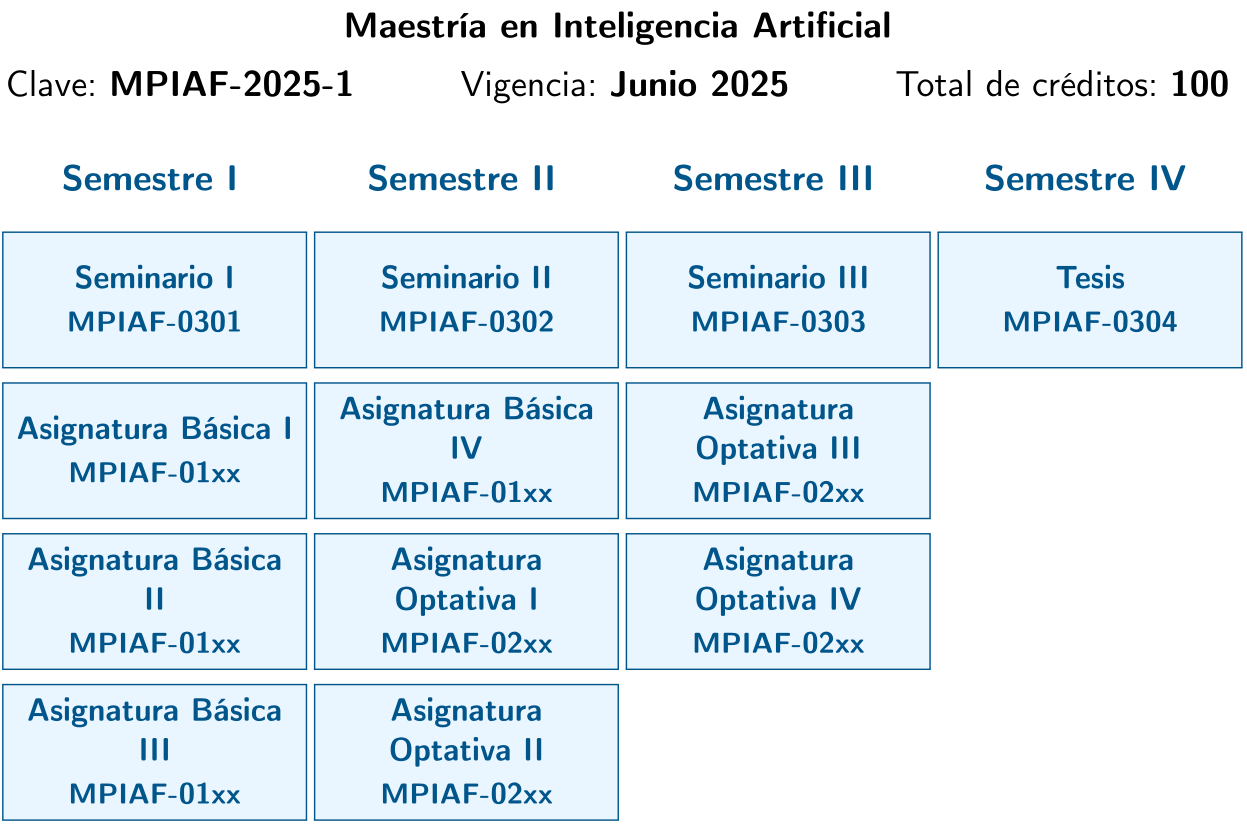 Maestría en Inteligencia Artificial
Clave: MPIAF-2025-1 Vigencia: Junio 2025 Total de créditos: 100
Semestre I Semestre II Semestre III Semestre IV
Seminario I
MPIAF-0301
Seminario II
MPIAF-0302
Seminario III
MPIAF-0303
Tesis
MPIAF-0304
Asignatura Básica I
MPIAF-01xx
Asignatura Básica
IV
MPIAF-01xx
Asignatura
Optativa III
MPIAF-02xx
Asignatura Básica
II
MPIAF-01xx
Asignatura
Optativa I
MPIAF-02xx
Asignatura
Optativa IV
MPIAF-02xx
Asignatura Básica
III
MPIAF-01xx
Asignatura
Optativa II
MPIAF-02xx